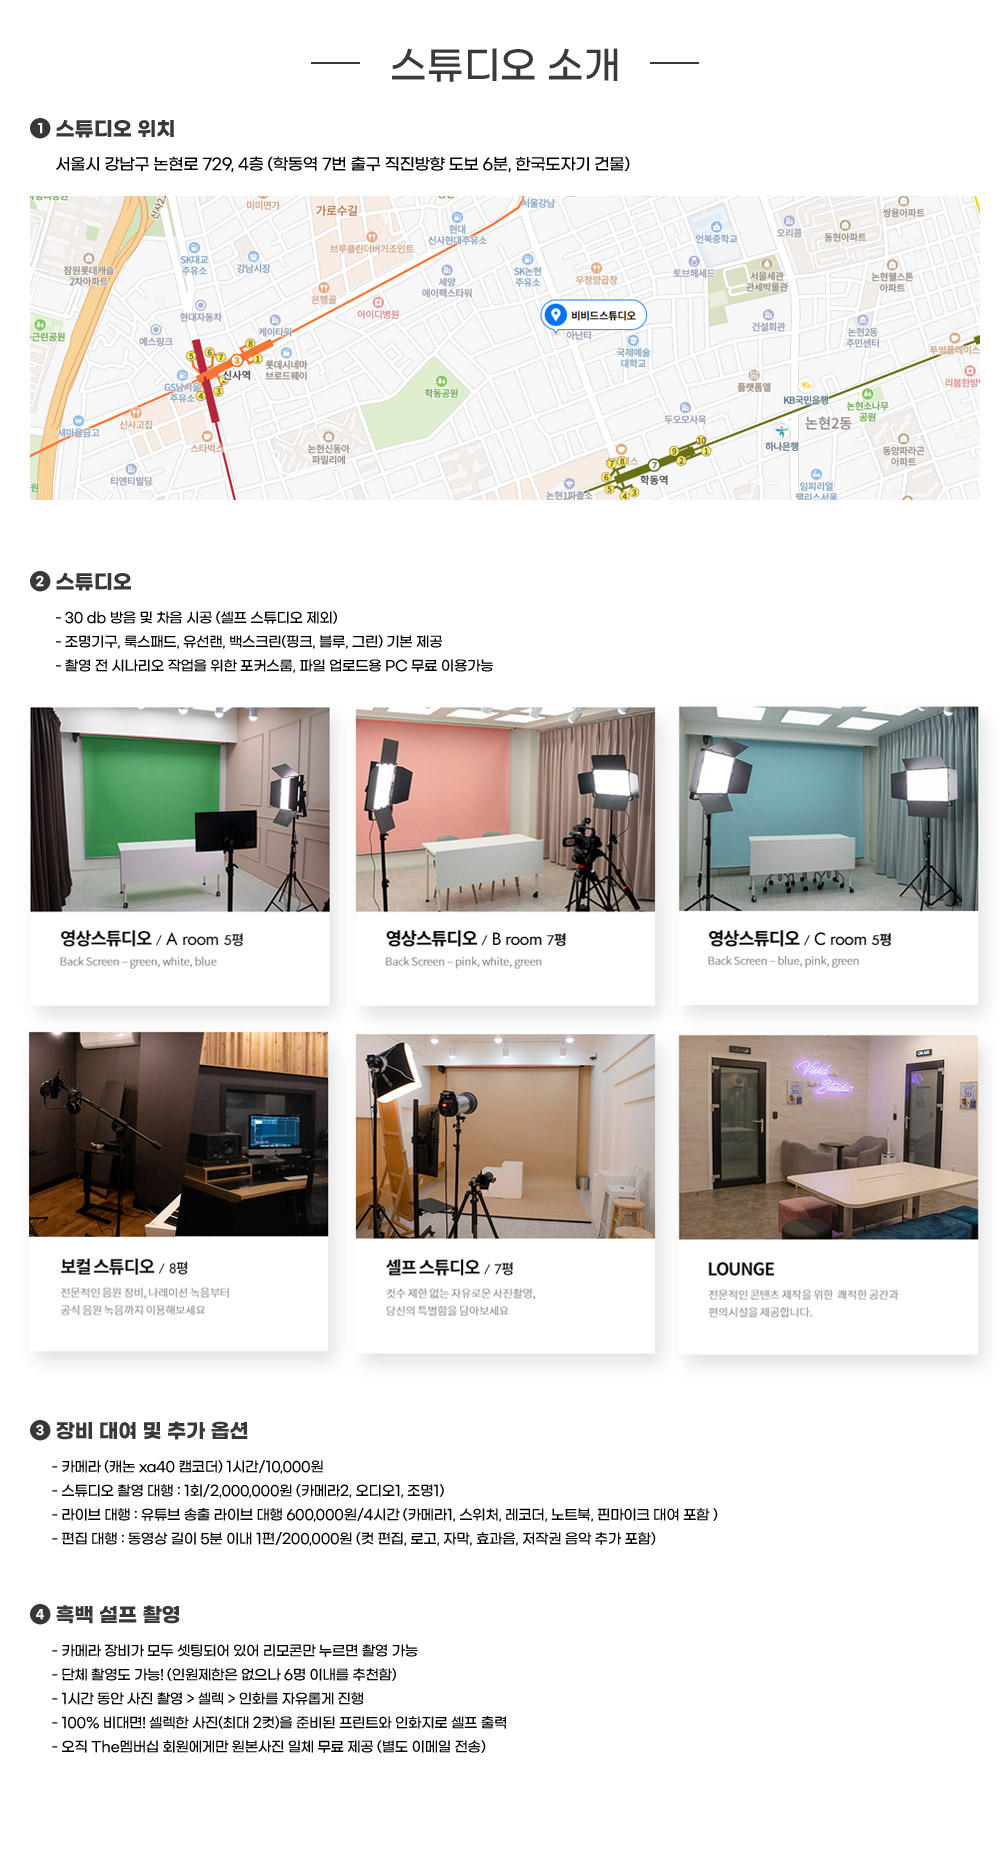 스튜디오 소개
1 스튜디오 위치
서울시 강남구 논현로 729, 4층 (학동역 7번 출구 직진방향 도보 6분, 한국도자기 건물)
미미면가
가로수길
서울강남
현대
신사현대주유소
쌍용아파트
언북중학교
오리콤
동현아파트
브루클린더버거조인트
SK대교
주유소
강남시장
잠원롯데캐슬
2차아파트
세양
에이팩스타워
SK논현
주유소
우정양곱창
토브헤세드
서울세관
관세박물관
논현웰스톤
아파트
은행골
아이디병원
현대자동차
케이타워
비비드스튜디오
아난티
건설회관
논현2동
주민센터
근린공원
예스링크
롯데시네마
브로드웨이
신사역
국제예술
대학교
투썸플레이스
GS남서울
주유소
학동공원
플랫폼엘
KB국민은행
논현소나무
공원
신사고집
새마을금고
두오모사옥
논현2동
하나은행
스타벅스
논현신동아
파밀리에
동양파라곤
아파트
티엔티빌딩
학동역
논현1파출소
임피리얼
팰리스서울
2 스튜디오
- 30 db 방음 및 차음 시공 (셀프 스튜디오 제외)
- 조명기구, 룩스패드, 유선랜, 백스크린(핑크, 블루, 그린) 기본 제공
- 촬영 전 시나리오 작업을 위한 포커스룸, 파일 업로드용 PC 무료 이용가능
영상스튜디오 / A room 5평
Back Screen – green, white, blue
영상스튜디오 / B room 7평
Back Screen – pink, white, green
영상스튜디오 / C room 5평
Back Screen – blue, pink, green
Vivid
Studio
보컬 스튜디오 / 8평
전문적인 음원 장비, 나레이션 녹음부터
공식 음원 녹음까지 이용해보세요
셀프 스튜디오 / 7평
컷수 제한 없는 자유로운 사진촬영,
당신의 특별함을 담아보세요
LOUNGE
전문적인 콘텐츠 제작을 위한 쾌적한 공간과
편의시설을 제공합니다.
3 장비 대여 및 추가 옵션
- 카메라 (캐논 xa40 캠코더) 1시간/10,000원
- 스튜디오 촬영 대행 : 1회/2,000,000원 (카메라2, 오디오1, 조명1)
- 라이브 대행 : 유튜브 송출 라이브 대행 600,000원/4시간 (카메라1, 스위처, 레코더, 노트북, 핀마이크 대여 포함 )
- 편집 대행 : 동영상 길이 5분 이내 1편/200,000원 (컷 편집, 로고, 자막, 효과음, 저작권 음악 추가 포함)
4 흑백 설프 촬영
- 카메라 장비가 모두 셋팅되어 있어 리모콘만 누르면 촬영 가능
- 단체 촬영도 가능! (인원제한은 없으나 6명 이내를 추천함)
- 1시간 동안 사진 촬영 > 셀렉 > 인화를 자유롭게 진행
- 100% 비대면! 셀렉한 사진(최대 2컷)을 준비된 프린트와 인화지로 셀프 출력
- 오직 The멤버십 회원에게만 원본사진 일체 무료 제공 (별도 이메일 전송)